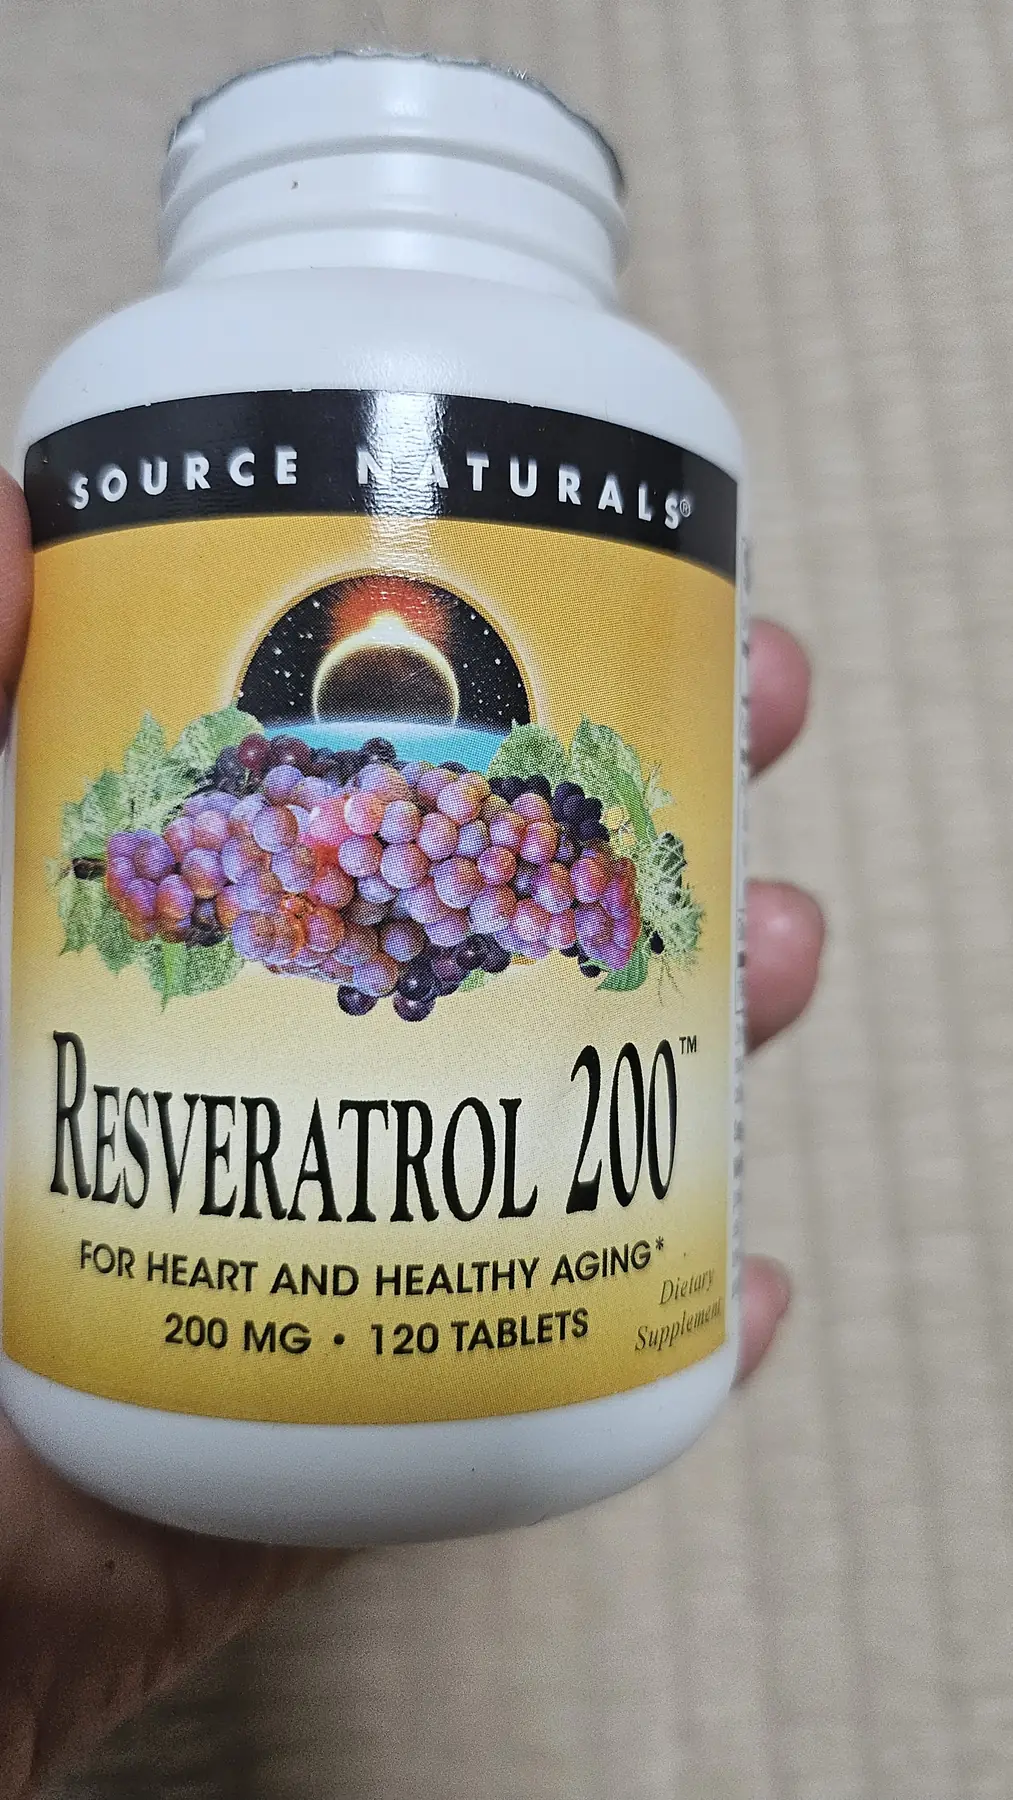 SOURCE NATURALS®
RESVERATROL 200™
FOR HEART AND HEALTHY AGING*
200 MG • 120 TABLETS
Dietary
Supplement